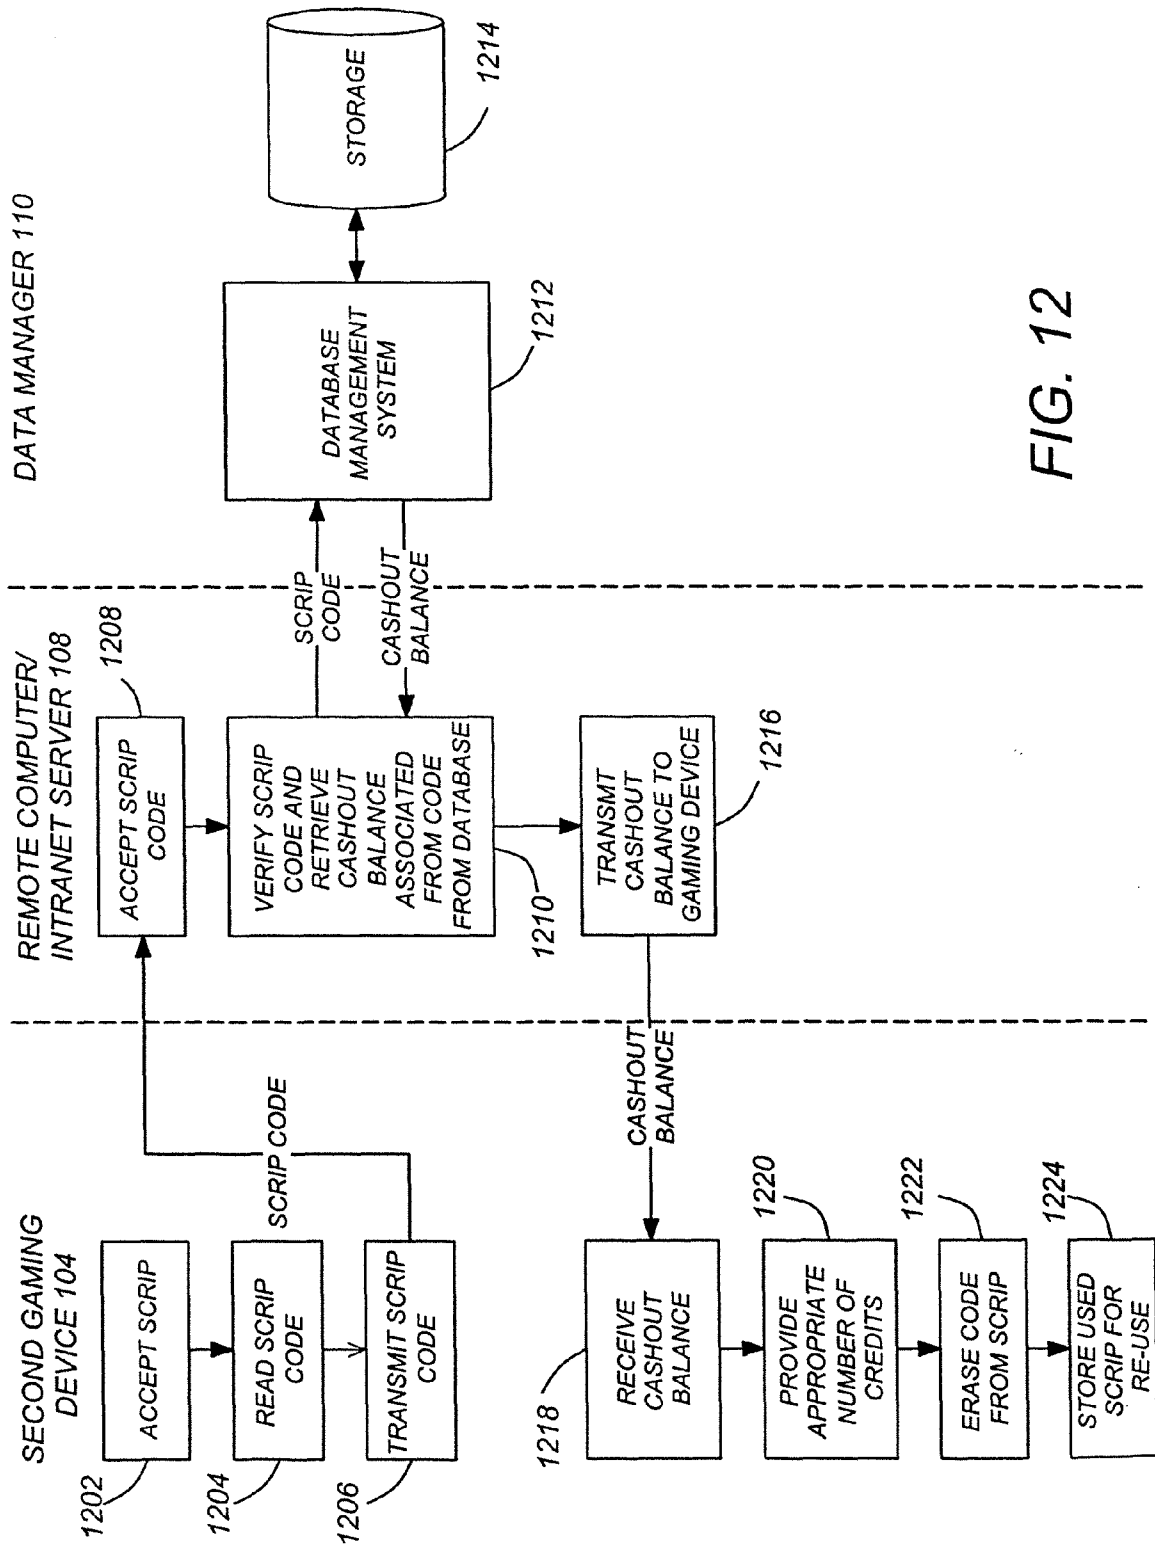 SECOND GAMING
DEVICE 104
1202
ACCEPT SCRIP
1204
READ SCRIP
CODE
1206
TRANSMIT SCRIP
CODE
SCRIP CODE
1218
RECEIVE
CASHOUT
BALANCE
1220
PROVIDE
APPROPRIATE
NUMBER OF
CREDITS
1222
ERASE CODE
FROM SCRIP
1224
STORE USED
SCRIP FOR
RE-USE
REMOTE COMPUTER/
INTRANET SERVER 108
1208
ACCEPT SCRIP
CODE
VERIFY SCRIP
CODE AND
RETRIEVE
CASHOUT
BALANCE
ASSOCIATED
FROM CODE
FROM DATABASE
1210
TRANSMT
CASHOUT
BALANCE TO
GAMING DEVICE
1216
CASHOUT
BALANCE
DATA MANAGER 110
SCRIP
CODE
CASHOUT
BALANCE
DATABASE
MANAGEMENT
SYSTEM
1212
STORAGE
1214
FIG. 12